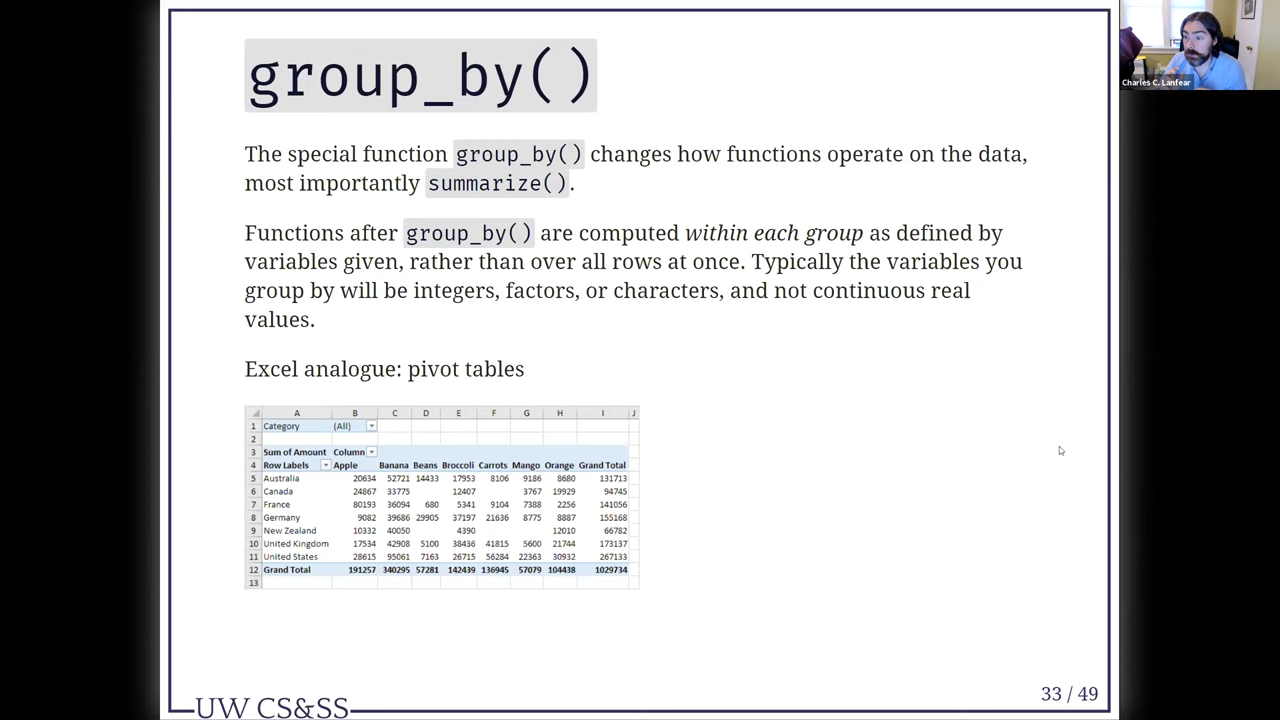 group_by()
Charles C. Lanfear
The special function group_by() changes how functions operate on the data,
most importantly summarize().
Functions after group_by() are computed within each group as defined by
variables given, rather than over all rows at once. Typically the variables you
group by will be integers, factors, or characters, and not continuous real
values.
Excel analogue: pivot tables
A B C D E F G H I J
1 Category (All)
2
3 Sum of Amount Column
4 Row Labels Apple Banana Beans Broccoli Carrots Mango Orange Grand Total
5 Australia 20634 52721 14433 17953 8106 9186 8680 131713
6 Canada 24867 33775 12407 3767 19929 94745
7 France 80193 36094 680 5341 9104 7388 2256 141056
8 Germany 9082 39686 29905 37197 21636 8775 8887 155168
9 New Zealand 10332 40050 4390 12010 66782
10 United Kingdom 17534 42908 5100 38436 41815 5600 21744 173137
11 United States 28615 95061 7163 26715 56284 22363 30932 267133
12 Grand Total 191257 340295 57281 142439 136945 57079 104438 1029734
13
33 / 49
UW CS&SS